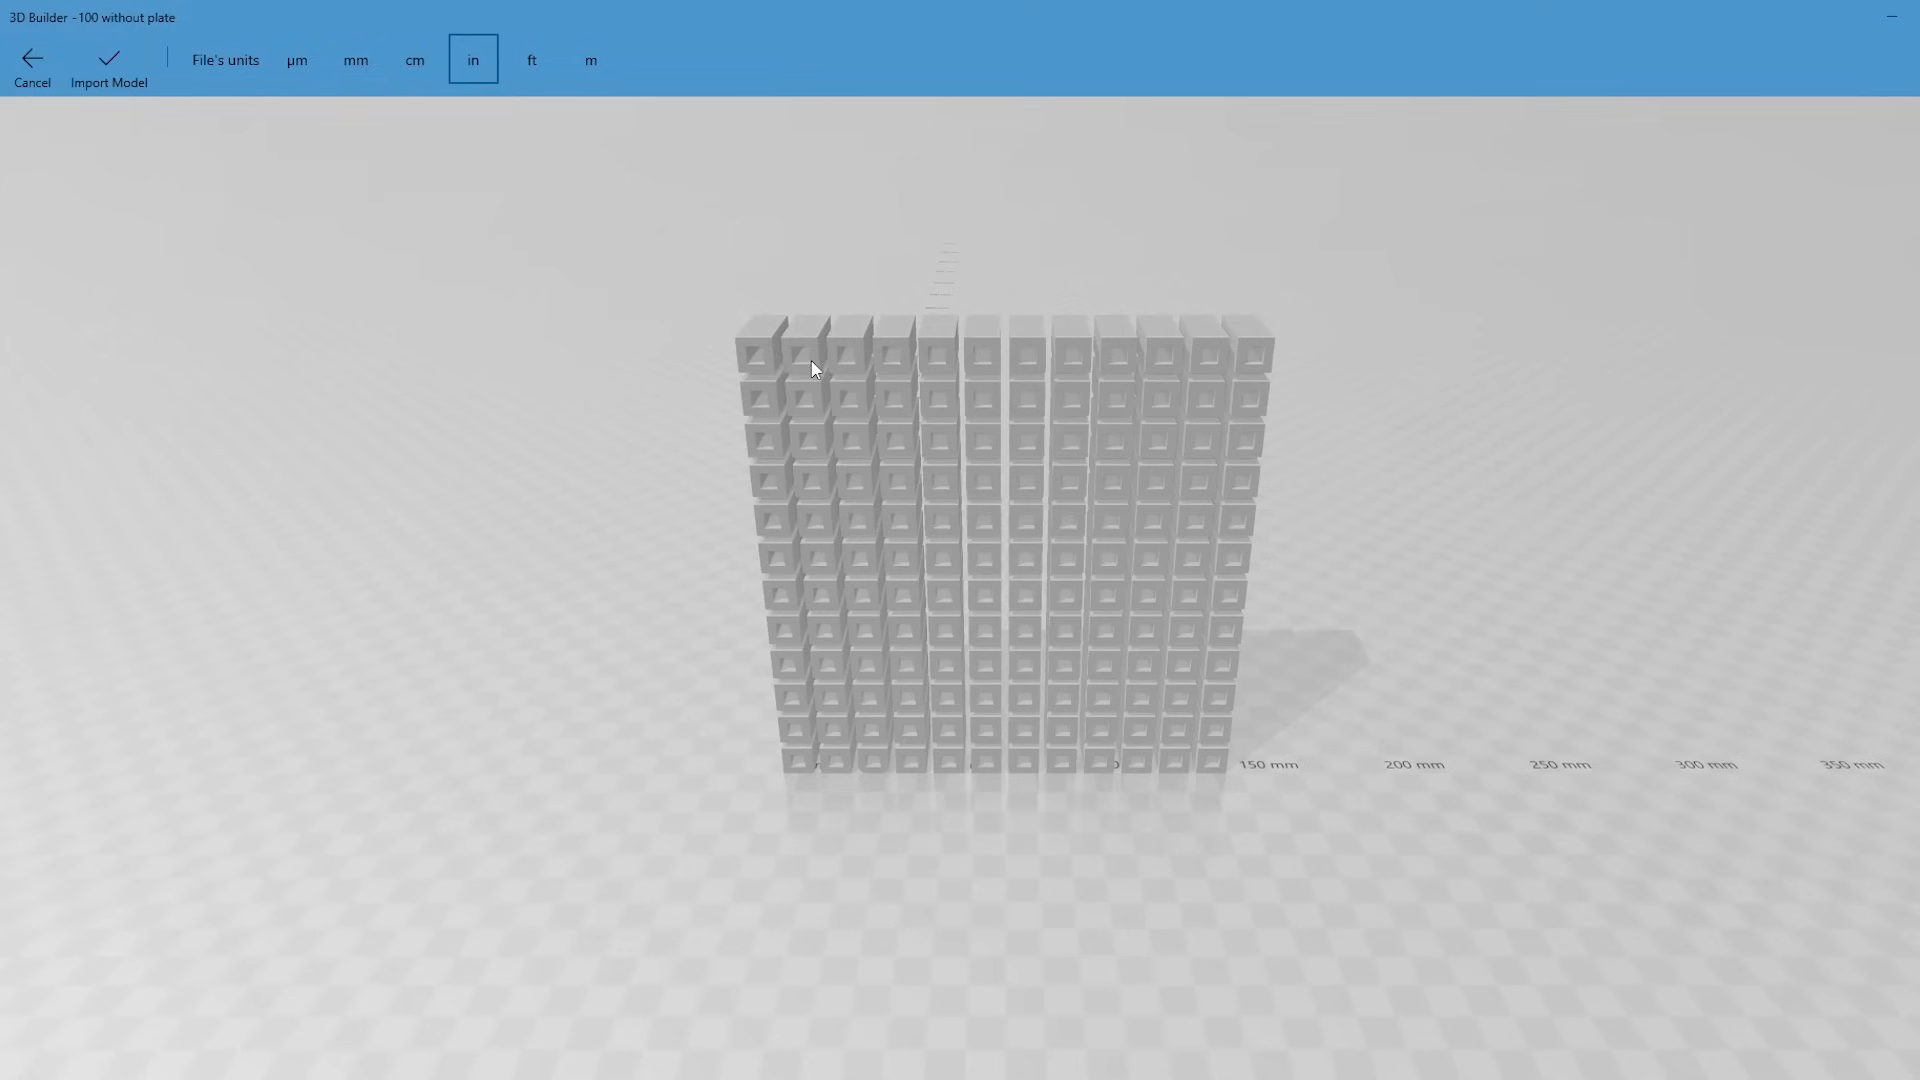 3D Builder - 100 without plate
File's units µm mm cm in ft m
Cancel Import Model
150 mm 200 mm 250 mm 300 mm 350 mm